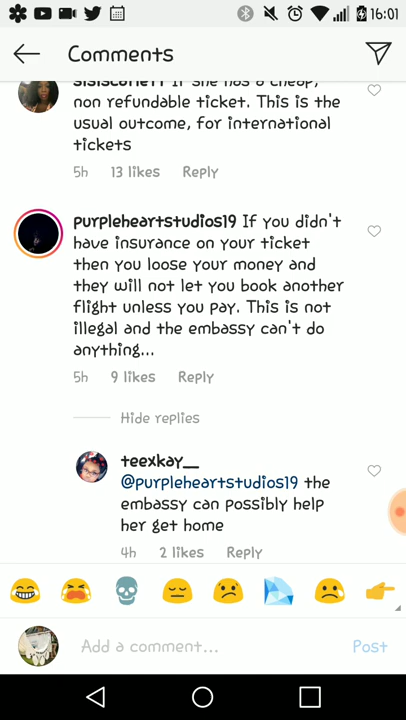 16:01
Comments
sisiscorle11 If she has a cheap,
non refundable ticket. This is the
usual outcome, for international
tickets
5h 13 likes Reply
purpleheartstudios19 If you didn't
have insurance on your ticket
then you loose your money and
they will not let you book another
flight unless you pay. This is not
illegal and the embassy can't do
anything...
5h 9 likes Reply
Hide replies
teexkay__
@purpleheartstudios19 the
embassy can possibly help
her get home
4h 2 likes Reply
Add a comment... Post